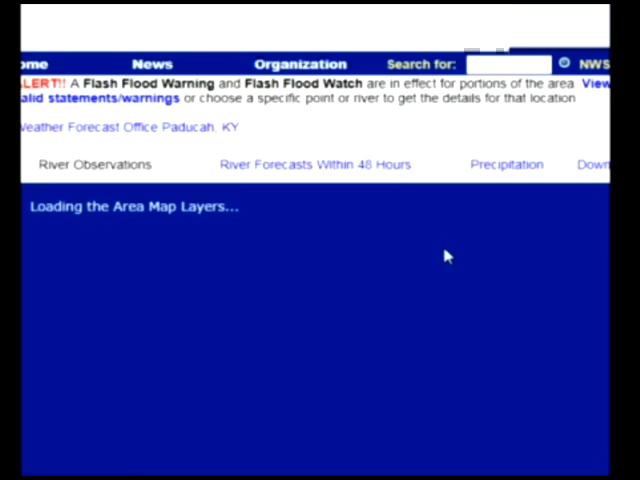 ome News Organization Search for: NWS
LERT!! A Flash Flood Warning and Flash Flood Watch are in effect for portions of the area View
alid statements/warnings or choose a specific point or river to get the details for that location
Weather Forecast Office Paducah, KY
River Observations River Forecasts Within 48 Hours Precipitation Down
Loading the Area Map Layers...